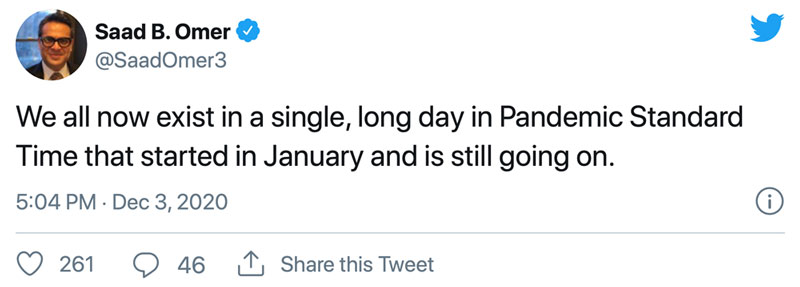 Saad B. Omer
@SaadOmer3
We all now exist in a single, long day in Pandemic Standard
Time that started in January and is still going on.
5:04 PM · Dec 3, 2020
261 46 Share this Tweet